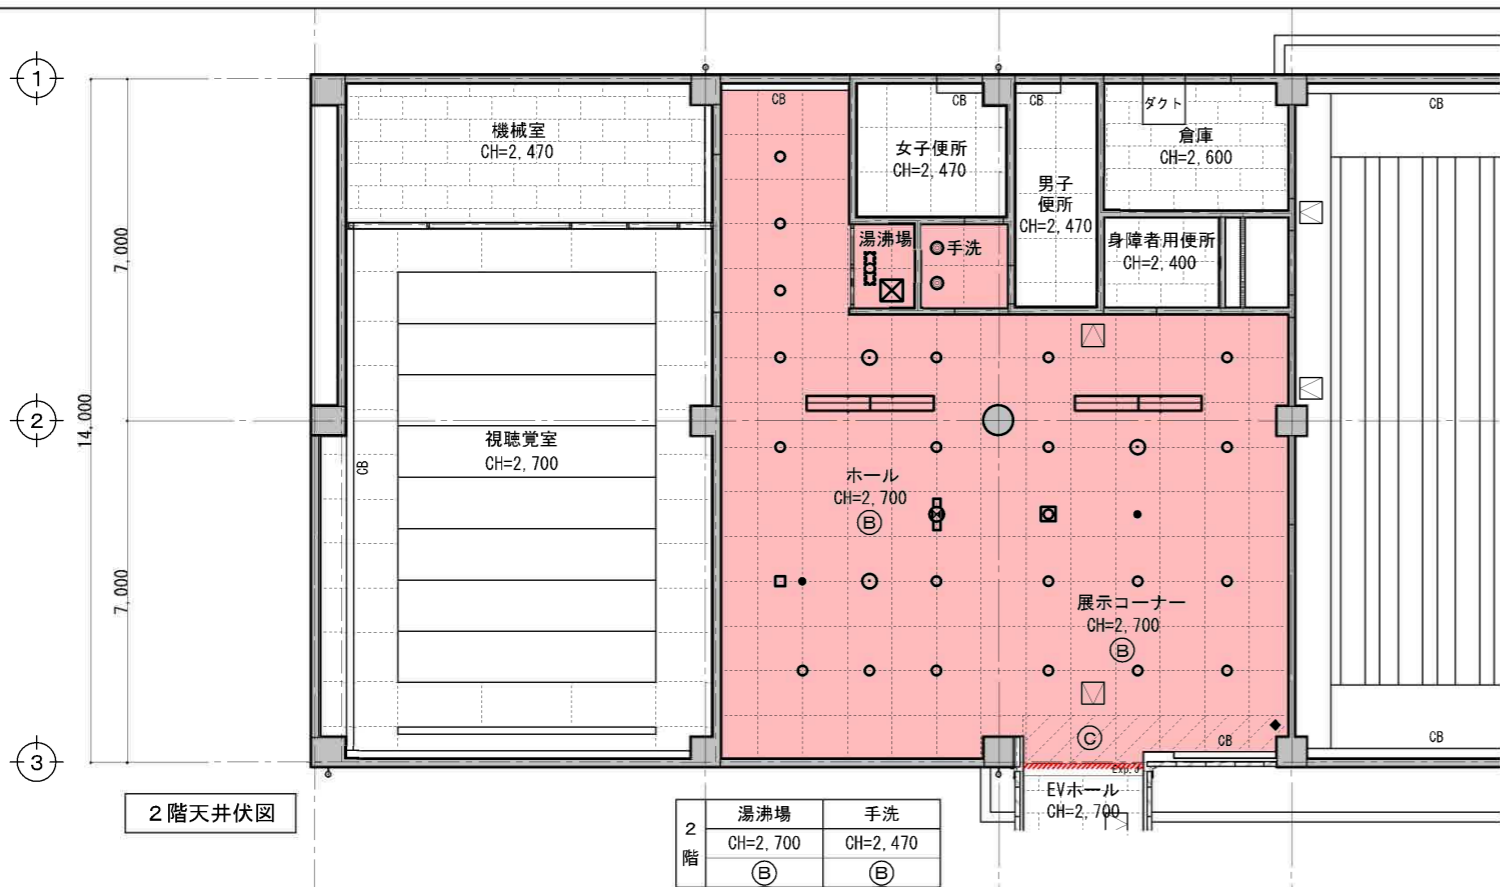 1
CB
CB
CB
ダクト
CB
機械室
CH=2,470
女子便所
CH=2,470
倉庫
CH=2,600
男子
便所
CH=2,470
7,000
湯沸場
手洗
身障者用便所
CH=2,400
2
14,000
視聴覚室
CH=2,700
CB
ホール
CH=2,700
B
7,000
展示コーナー
CH=2,700
B
C
CB
CB
3
Exp.J
EVホール
CH=2,700
2階天井伏図
2
階
湯沸場
手洗
CH=2,700
CH=2,470
B
B